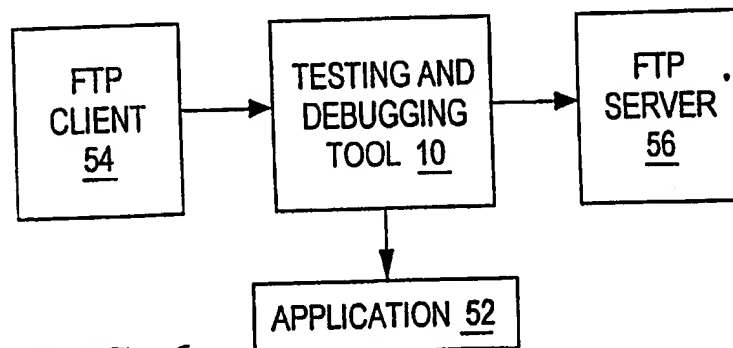 FTP
CLIENT
54
TESTING AND
DEBUGGING
TOOL 10
FTP
SERVER
56
APPLICATION 52